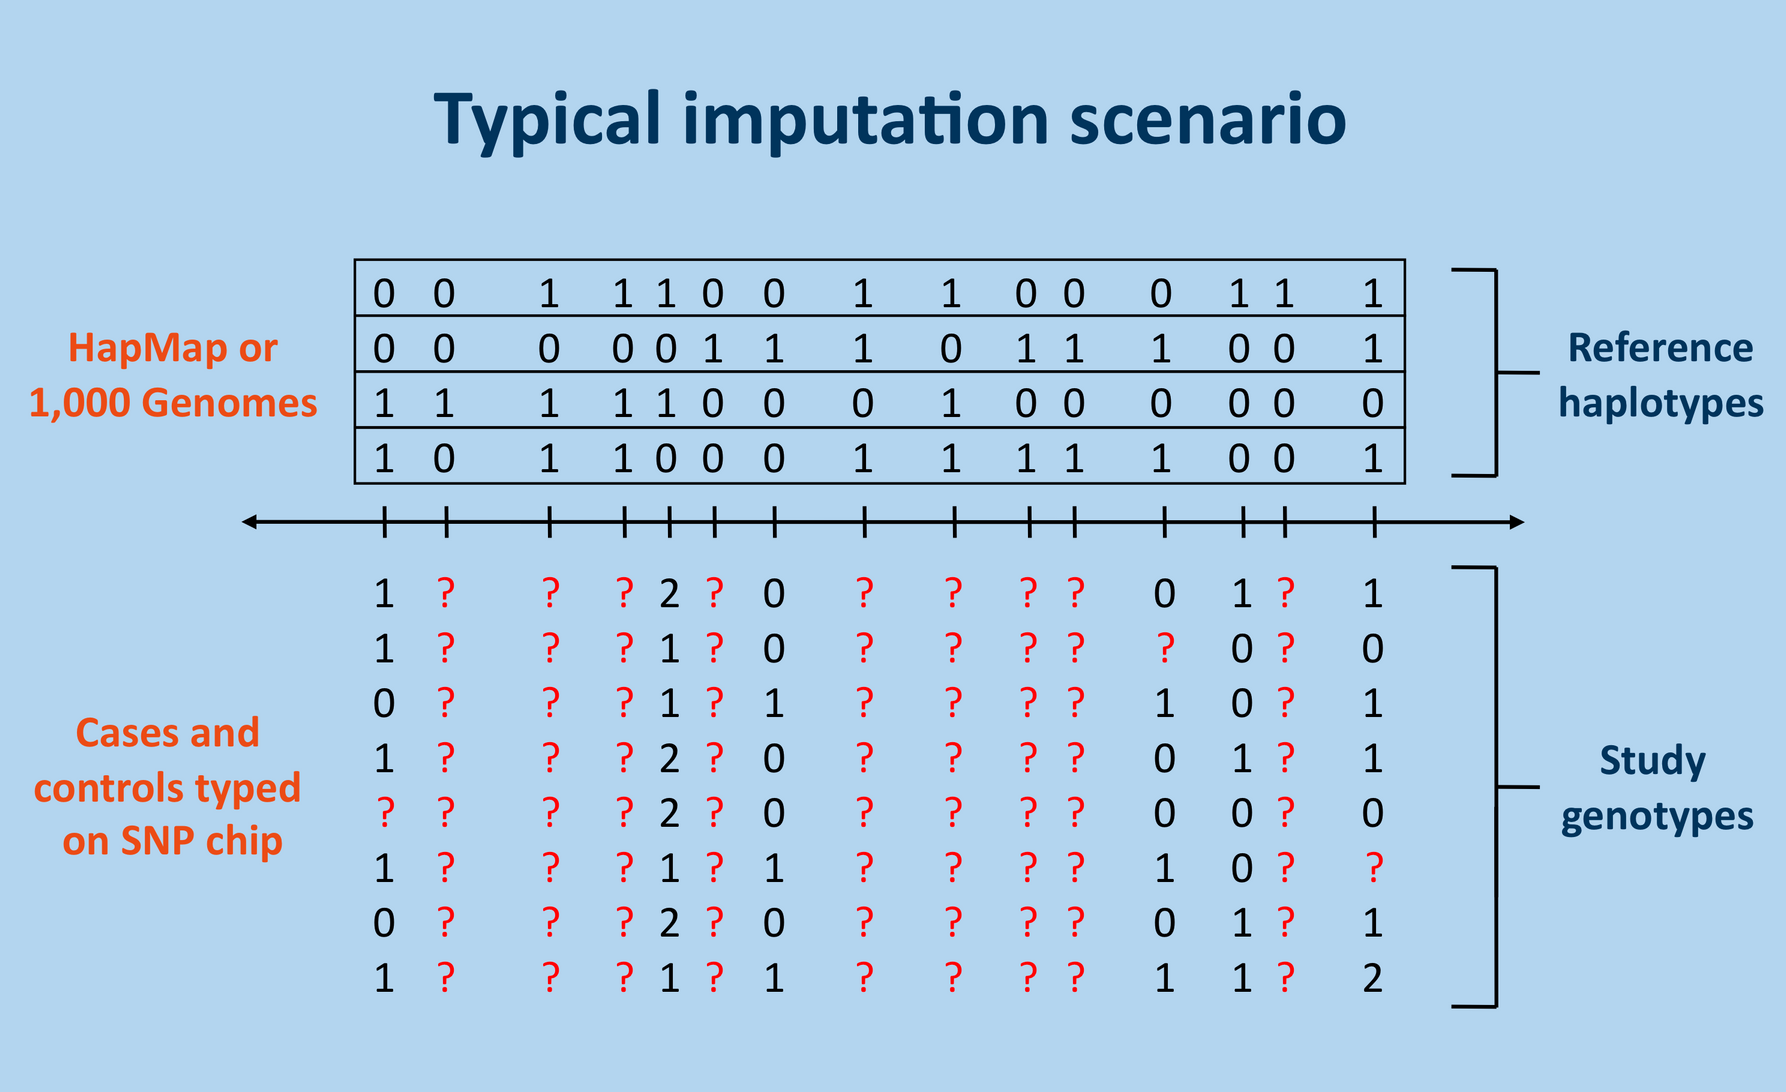 Typical imputation scenario
0 0 1 1 1 0 0 1 1 0 0 0 1 1 1
HapMap or
1,000 Genomes
0 0 0 0 0 1 1 1 0 1 1 1 0 0 1
1 1 1 1 1 0 0 0 1 0 0 0 0 0 0
1 0 1 1 0 0 0 1 1 1 1 1 0 0 1
Reference
haplotypes
1 ? ? ? 2 ? 0 ? ? ? ? 0 1 ? 1
1 ? ? ? 1 ? 0 ? ? ? ? ? 0 ? 0
0 ? ? ? 1 ? 1 ? ? ? ? 1 0 ? 1
1 ? ? ? 2 ? 0 ? ? ? ? 0 1 ? 1
? ? ? ? 2 ? 0 ? ? ? ? 0 0 ? 0
1 ? ? ? 1 ? 1 ? ? ? ? 1 0 ? ?
0 ? ? ? 2 ? 0 ? ? ? ? 0 1 ? 1
1 ? ? ? 1 ? 1 ? ? ? ? 1 1 ? 2
Cases and
controls typed
on SNP chip
Study
genotypes